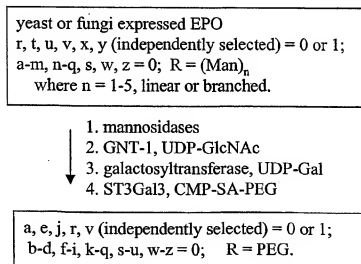 yeast or fungi expressed EPO
r, t, u, v, x, y (independently selected) = 0 or 1;
a-m, n-q, s, w, z = 0; R = (Man)n
where n = 1-5, linear or branched.
1. mannosidases
2. GNT-1, UDP-GlcNAc
3. galactosyltransferase, UDP-Gal
4. ST3Gal3, CMP-SA-PEG
a, e, j, r, v (independently selected) = 0 or 1;
b-d, f-i, k-q, s-u, w-z = 0; R = PEG.